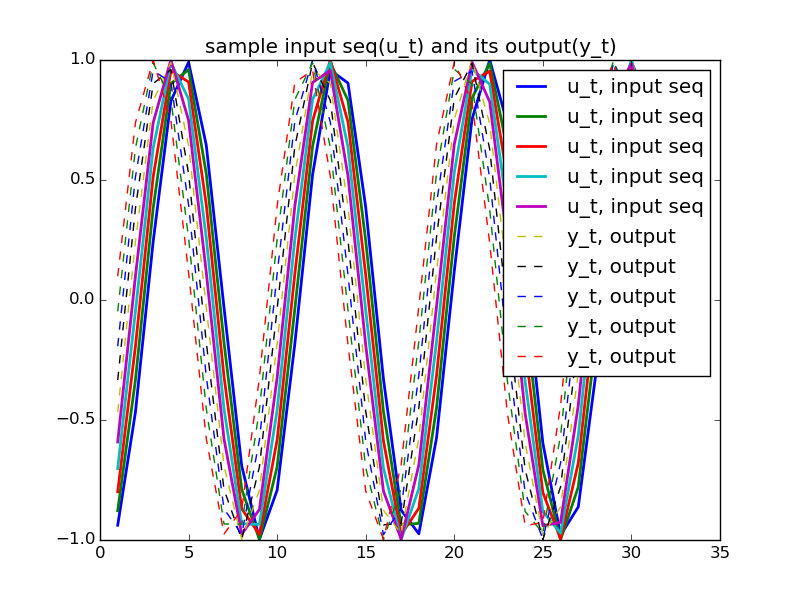 sample input seq(u_t) and its output(y_t)
1.0
0.5
0.0
−0.5
−1.0
u_t, input seq
u_t, input seq
u_t, input seq
u_t, input seq
u_t, input seq
y_t, output
y_t, output
y_t, output
y_t, output
y_t, output
0 5 10 15 20 25 30 35